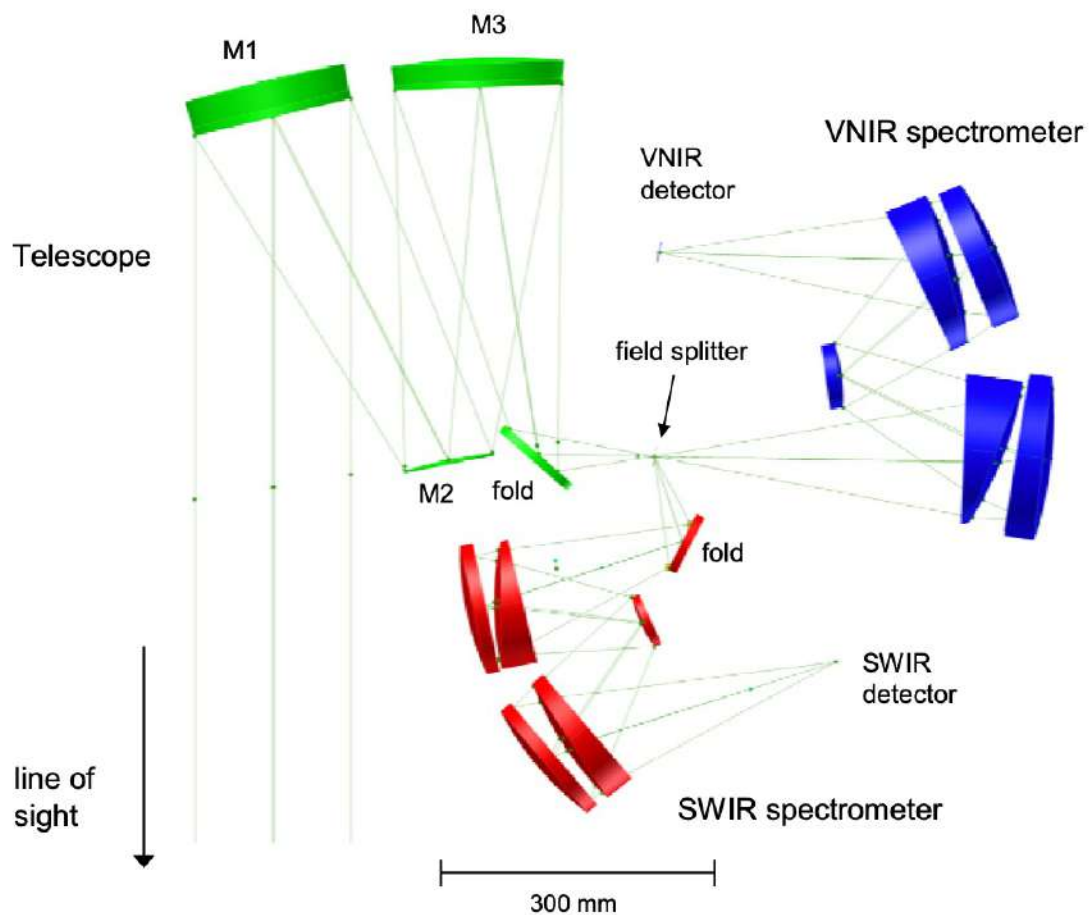 M1
M3
VNIR spectrometer
VNIR
detector
Telescope
field splitter
M2
fold
fold
SWIR
detector
line of
sight
SWIR spectrometer
300 mm